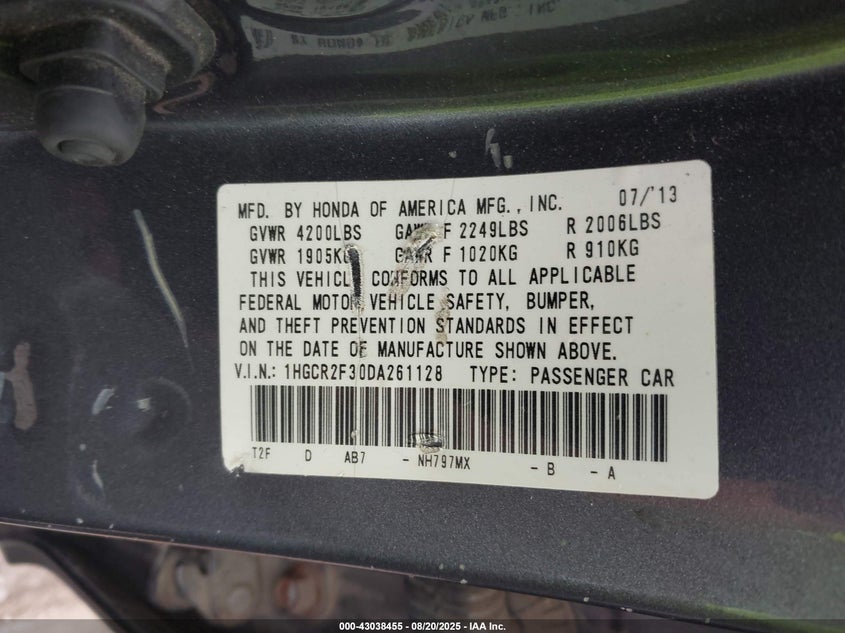 MFD. BY HONDA OF AMERICA MFG., INC. 07/'13
GVWR 4200LBS GAWR F 2249LBS R 2006LBS
GVWR 1905KG GAWR F 1020KG R 910KG
THIS VEHICLE CONFORMS TO ALL APPLICABLE
FEDERAL MOTOR VEHICLE SAFETY, BUMPER,
AND THEFT PREVENTION STANDARDS IN EFFECT
ON THE DATE OF MANUFACTURE SHOWN ABOVE.
V.I.N.: 1HGCR2F30DA261128 TYPE: PASSENGER CAR
T2F D AB7 - NH797MX - B - A
000-43038455 - 08/20/2025 - IAA Inc.